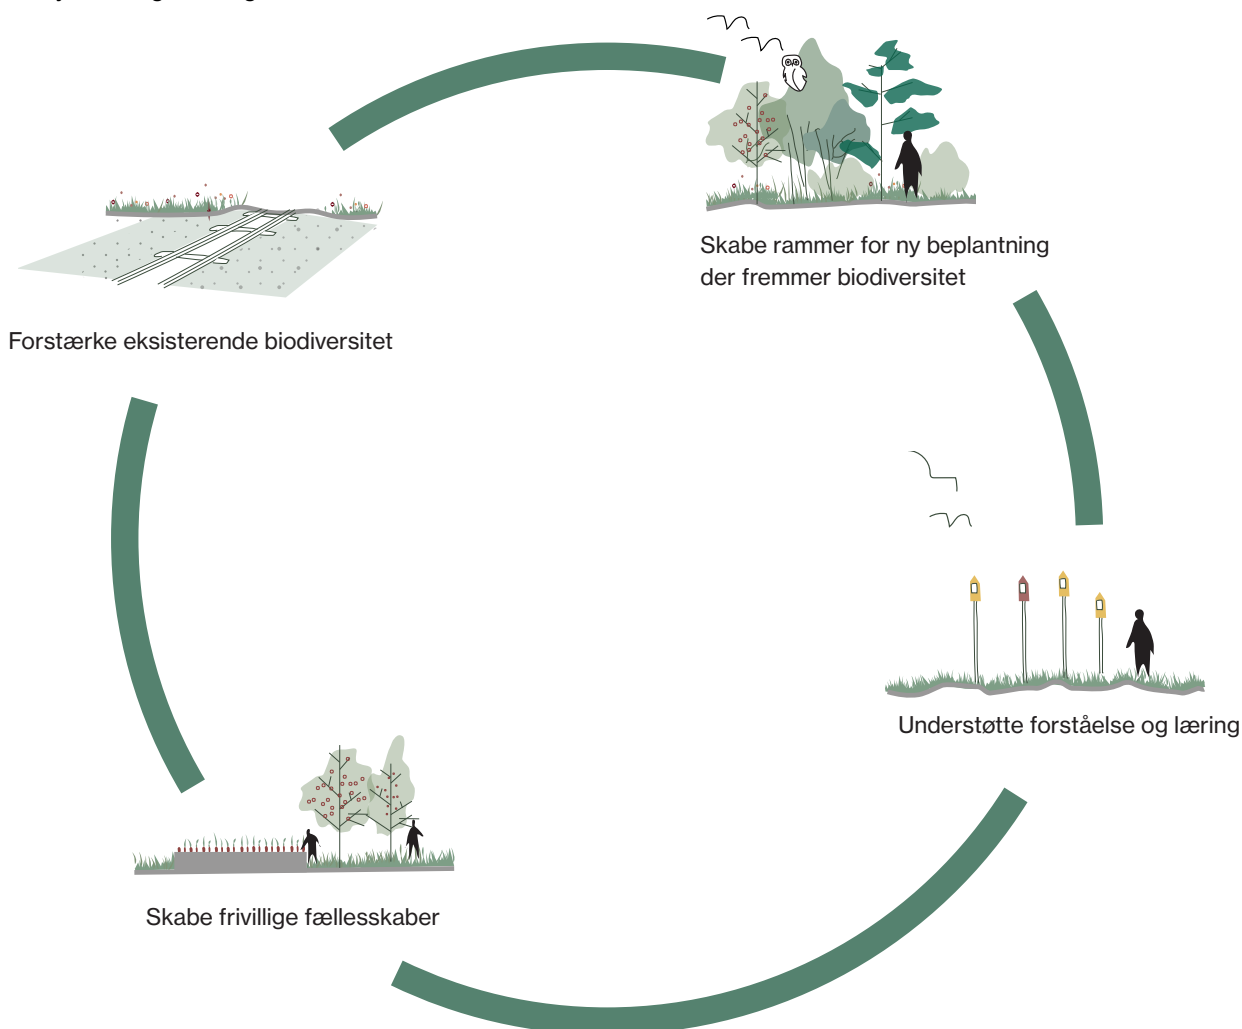 Skabe rammer for ny beplantning
der fremmer biodiversitet
Forstærke eksisterende biodiversitet
Understøtte forståelse og læring
Skabe frivillige fællesskaber